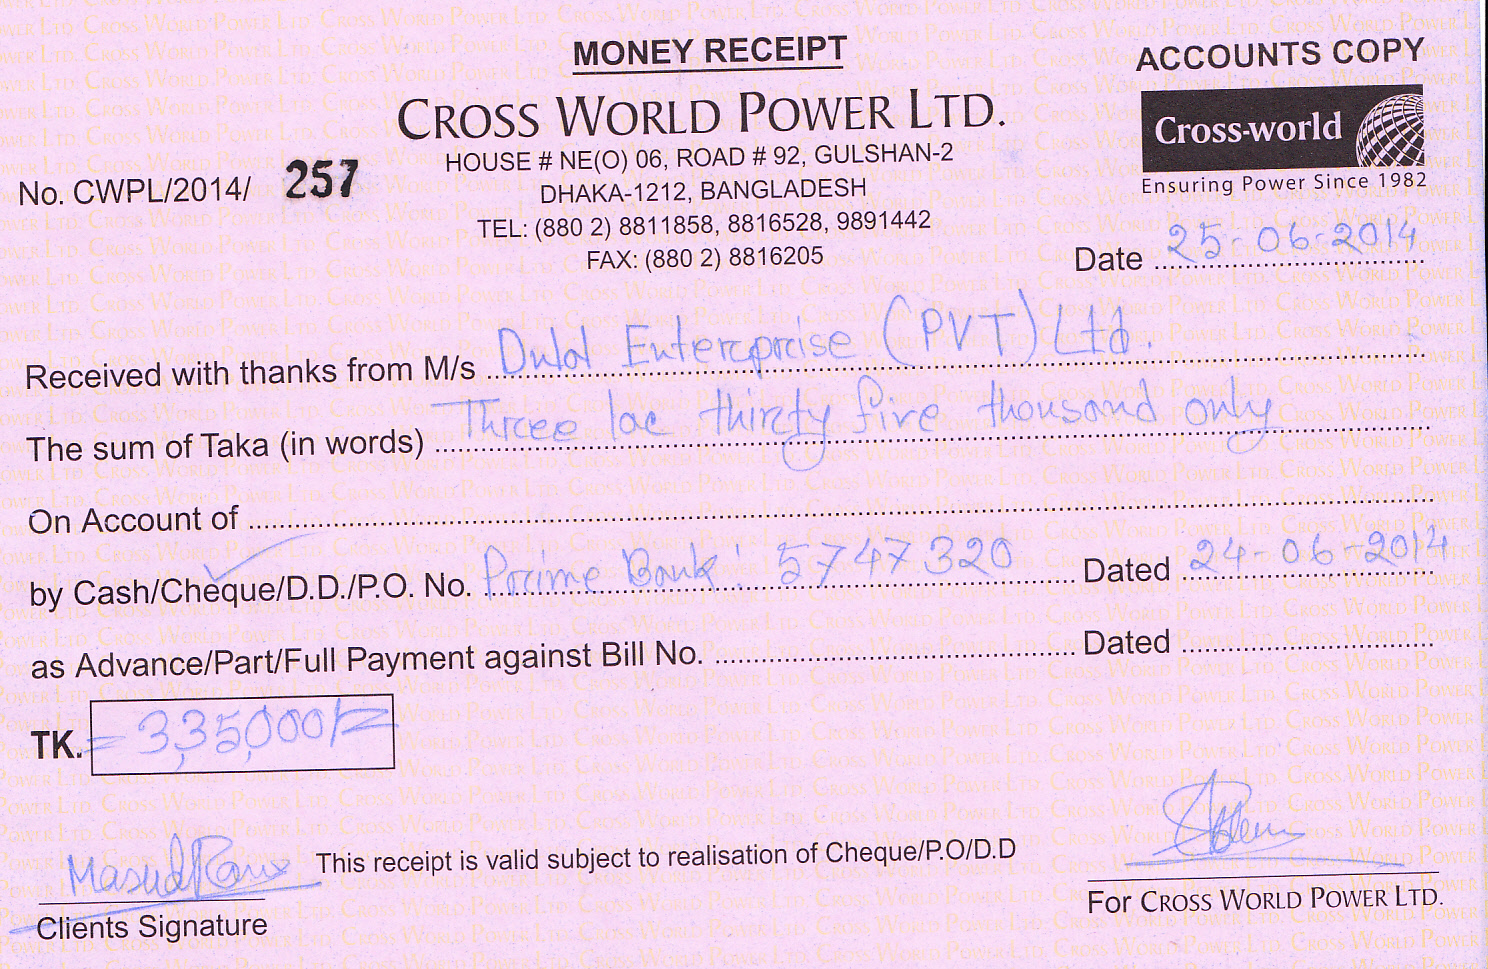 MONEY RECEIPT
ACCOUNTS COPY
CROSS WORLD POWER LTD.
Cross-world
Ensuring Power Since 1982
HOUSE # NE(O) 06, ROAD # 92, GULSHAN-2
DHAKA-1212, BANGLADESH
TEL: (880 2) 8811858, 8816528, 9891442
FAX: (880 2) 8816205
No. CWPL/2014/ 257
Date 25-06-2014
Received with thanks from M/s Dulal Enterprise (PVT) Ltd.
The sum of Taka (in words) Three lac thirty five thousand only
On Account of
by Cash/Cheque/D.D./P.O. No. Prime Bank: 5747320 Dated 24-06-2014
as Advance/Part/Full Payment against Bill No. Dated
TK. = 3,35,000/=
Masud
This receipt is valid subject to realisation of Cheque/P.O/D.D
Clients Signature
For CROSS WORLD POWER LTD.